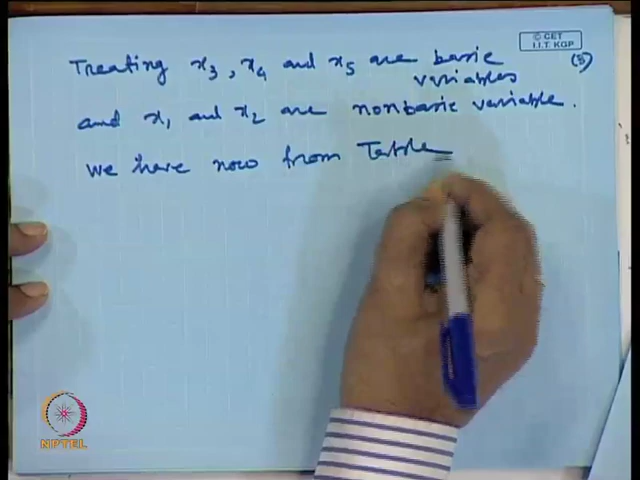 © CET
I.I.T. KGP
Treating x₃, x₄ and x₅ are basic (5)
variables
and x₁ and x₂ are nonbasic variable.
we have now from Table
NPTEL